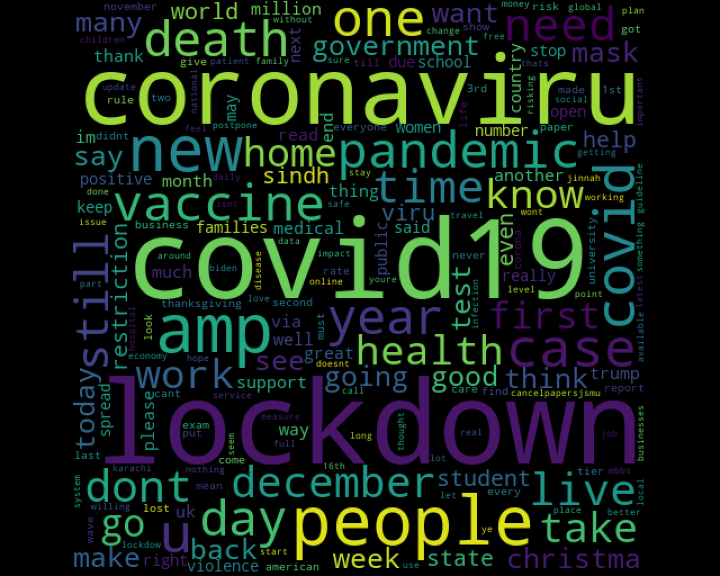 many
world
million
november
without
money
risk
global
plan
children
thank
death
give
patient
family
next
one
want
change
show
free
need
got
government
sure
till
due
school
thats
country
stop
mask
coronaviru
update
rule
two
national
didnt
postpone
feel
may
end
everyone
women
3rd
life
number
paper
made
social
1st
open
risking
important
im
say
new
home
read
pandemic
getting
help
positive
month
daily
isnt
sindh
stay
thing
time
another
know
jinnah
working
wont
guideline
keep
done
issue
vaccine
safe
families
business
medical
viru
said
public
travel
even
corona
covid
university
something
latest
available
still
part
restriction
much
around
biden
data
disease
covid19
impact
rate
youre
online
never
test
infection
really
level
point
thanksgiving
love
second
look
hospital
amp
via
see
well
must
year
first
economy
hope
work
great
doesnt
health
case
today
spread
please
cant
service
support
going
call
good
care
find
think
cancelpapersjsmu
trump
report
businesses
lockdown
measure
exam
put
seem
come
way
full
long
thought
real
job
last
karachi
nothing
mean
16th
lot
tier
mbbs
local
system
dont
december
student
let
every
live
place
better
willing
lost
uk
wave
go
u
day
people
ye
take
lockdow
back
start
make
right
violence
american
week
use
state
christma